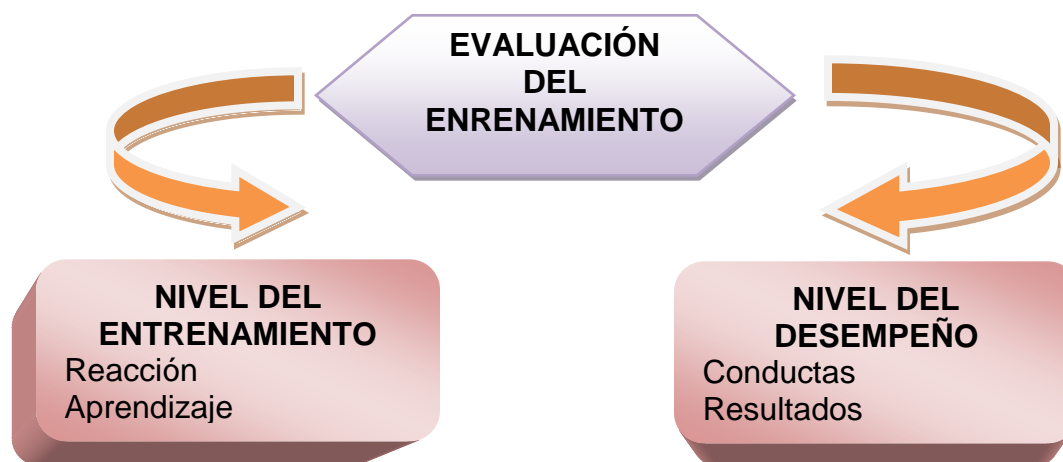 EVALUACIÓN
DEL
ENRENAMIENTO
NIVEL DEL
ENTRENAMIENTO
Reacción
Aprendizaje
NIVEL DEL
DESEMPEÑO
Conductas
Resultados